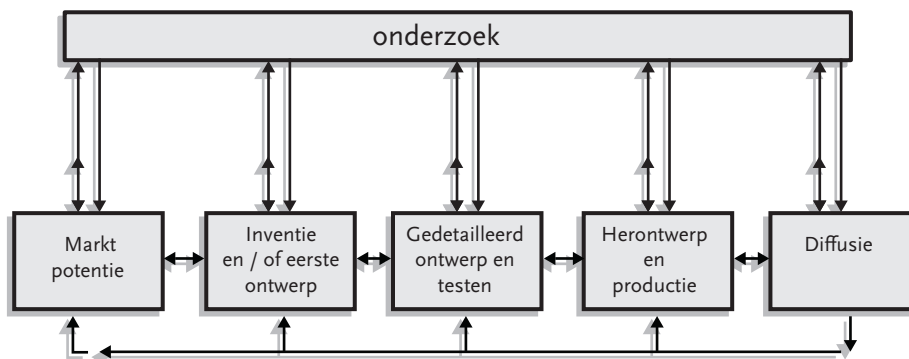 onderzoek
Markt
potentie
Inventie
en / of eerste
ontwerp
Gedetailleerd
ontwerp en
testen
Herontwerp
en
productie
Diffusie